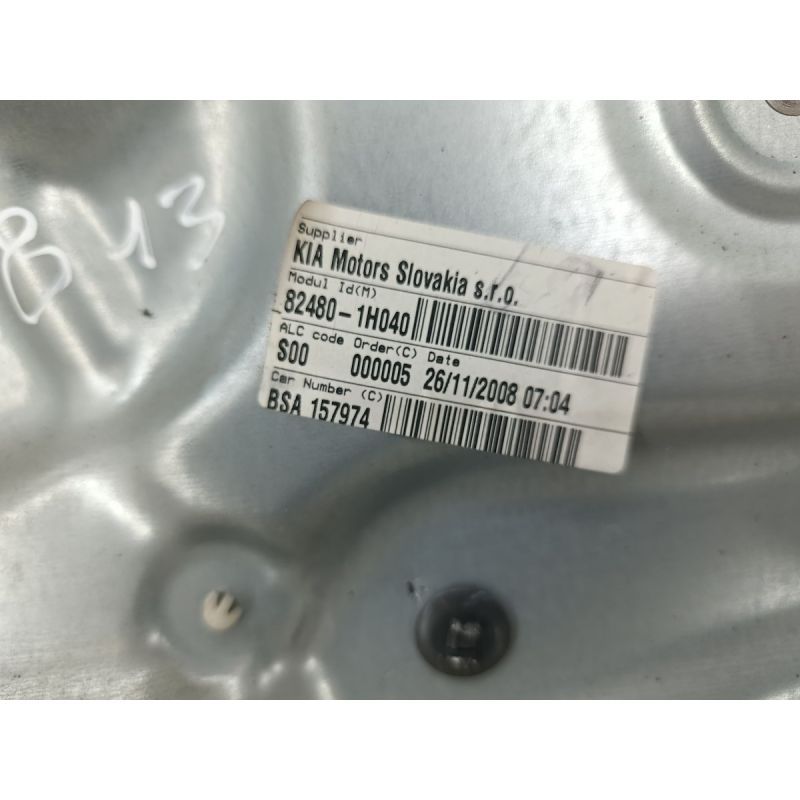 B 43
Supplier
KIA Motors Slovakia s.r.o.
Modul Id(M)
82480-1H040
ALC code Order(C) Date
S00 000005 26/11/2008 07:04
Car Number (C)
BSA 157974